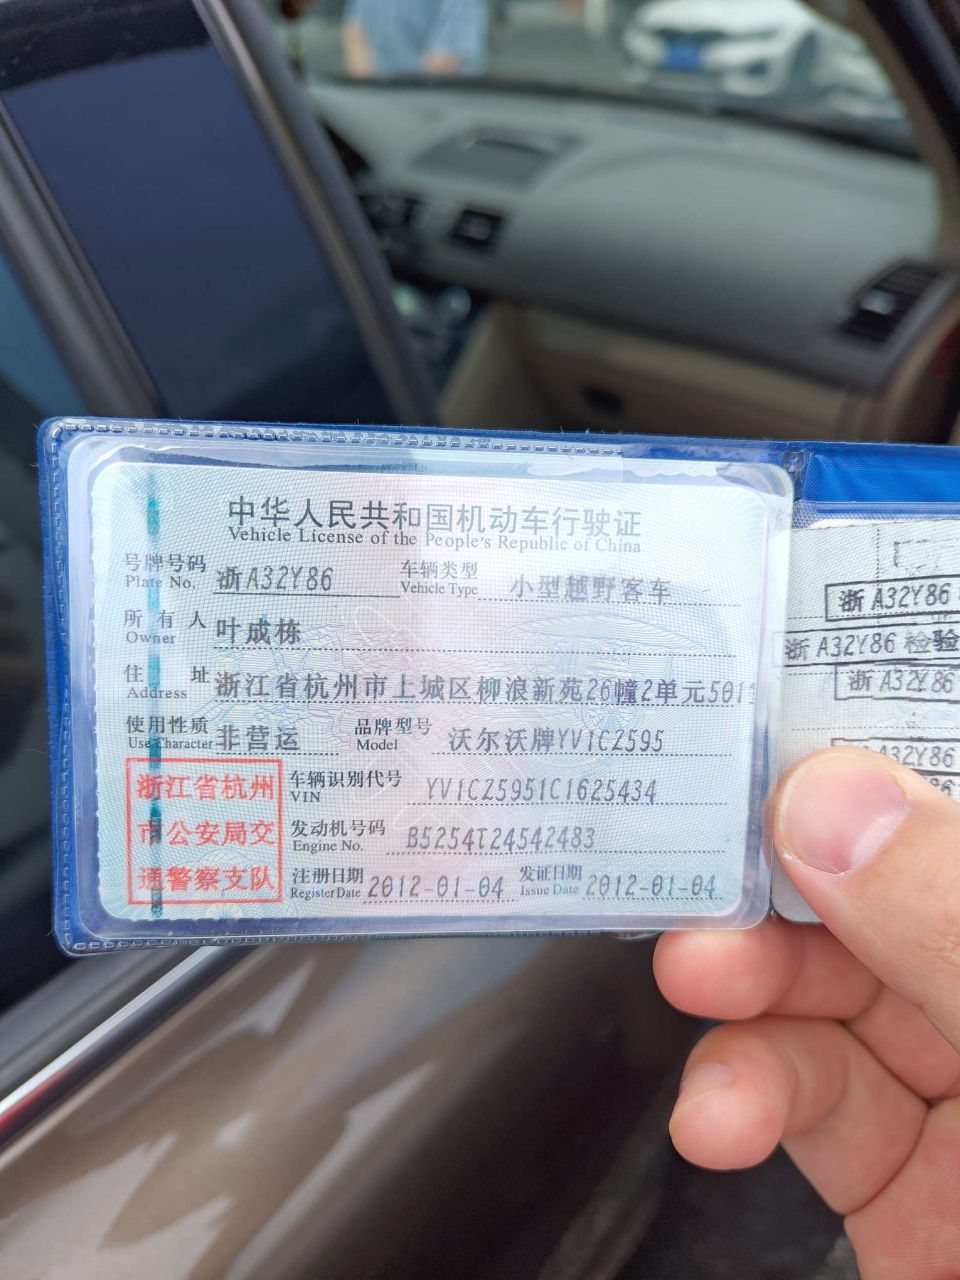 中华人民共和国机动车行驶证
Vehicle License of the People's Republic of China
号牌号码 Plate No. 浙A32Y86 车辆类型 Vehicle Type 小型越野客车
所有人 Owner 叶成栋
住址 Address 浙江省杭州市上城区柳浪新苑26幢2单元501
使用性质 Use Character 非营运 品牌型号 Model 沃尔沃牌YV1CZ595
浙江省杭州
市公安局交
通警察支队
车辆识别代号 VIN YV1CZ5951C1625434
发动机号码 Engine No. B5254T24542483
注册日期 Register Date 2012-01-04 发证日期 Issue Date 2012-01-04
浙A32Y86
浙A32Y86 检验
浙A32Y86
A32Y86